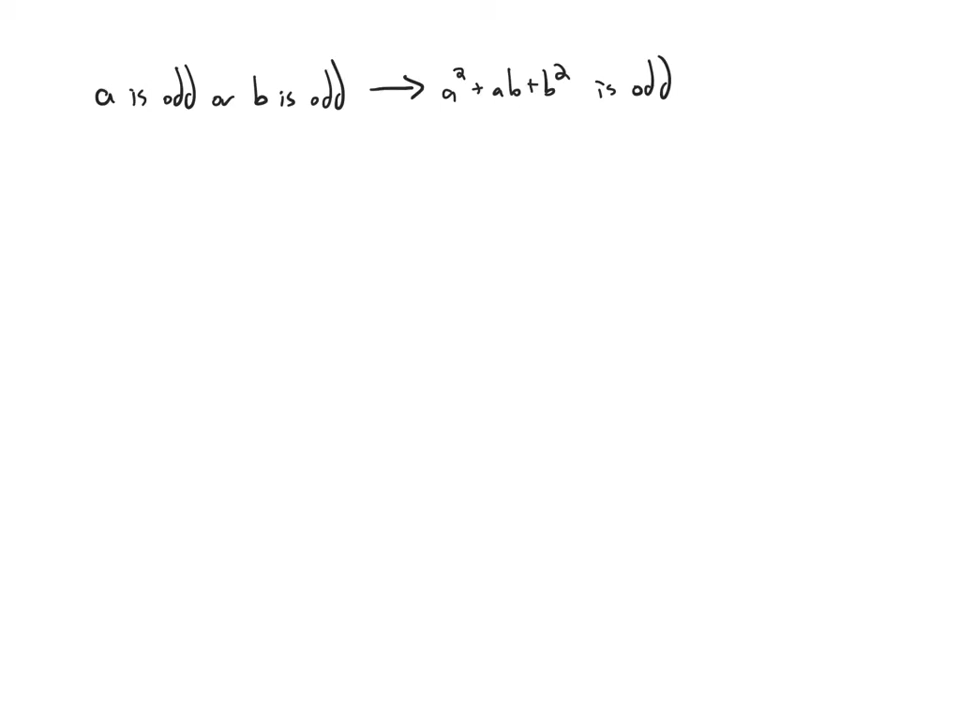 a is odd or b is odd → a² + ab + b² is odd